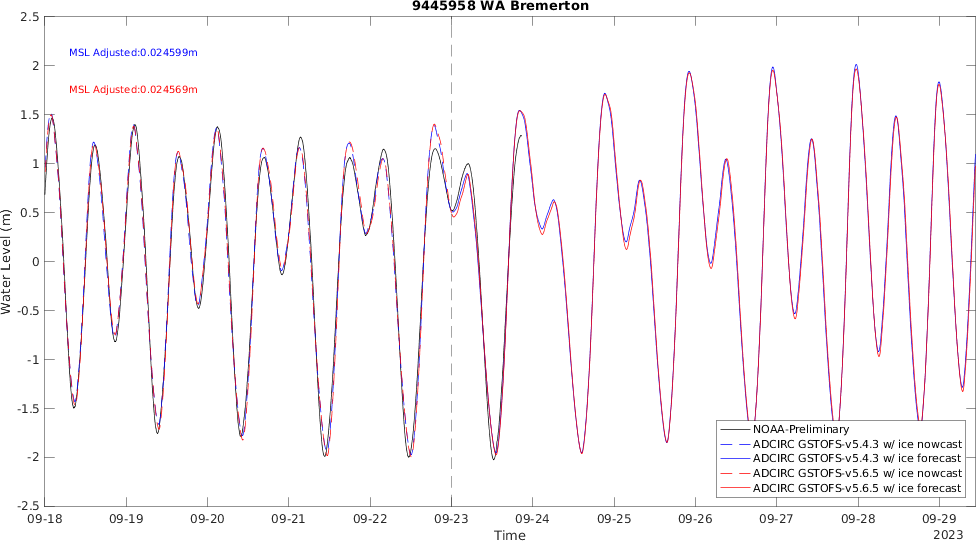 9445958 WA Bremerton
2.5
2
1.5
1
0.5
0
-0.5
-1
-1.5
-2
-2.5
Water Level (m)
MSL Adjusted:0.024599m
MSL Adjusted:0.024569m
NOAA-Preliminary
ADCIRC GSTOFS-v5.4.3 w/ ice nowcast
ADCIRC GSTOFS-v5.4.3 w/ ice forecast
ADCIRC GSTOFS-v5.6.5 w/ ice nowcast
ADCIRC GSTOFS-v5.6.5 w/ ice forecast
09-18 09-19 09-20 09-21 09-22 09-23 09-24 09-25 09-26 09-27 09-28 09-29
Time
2023